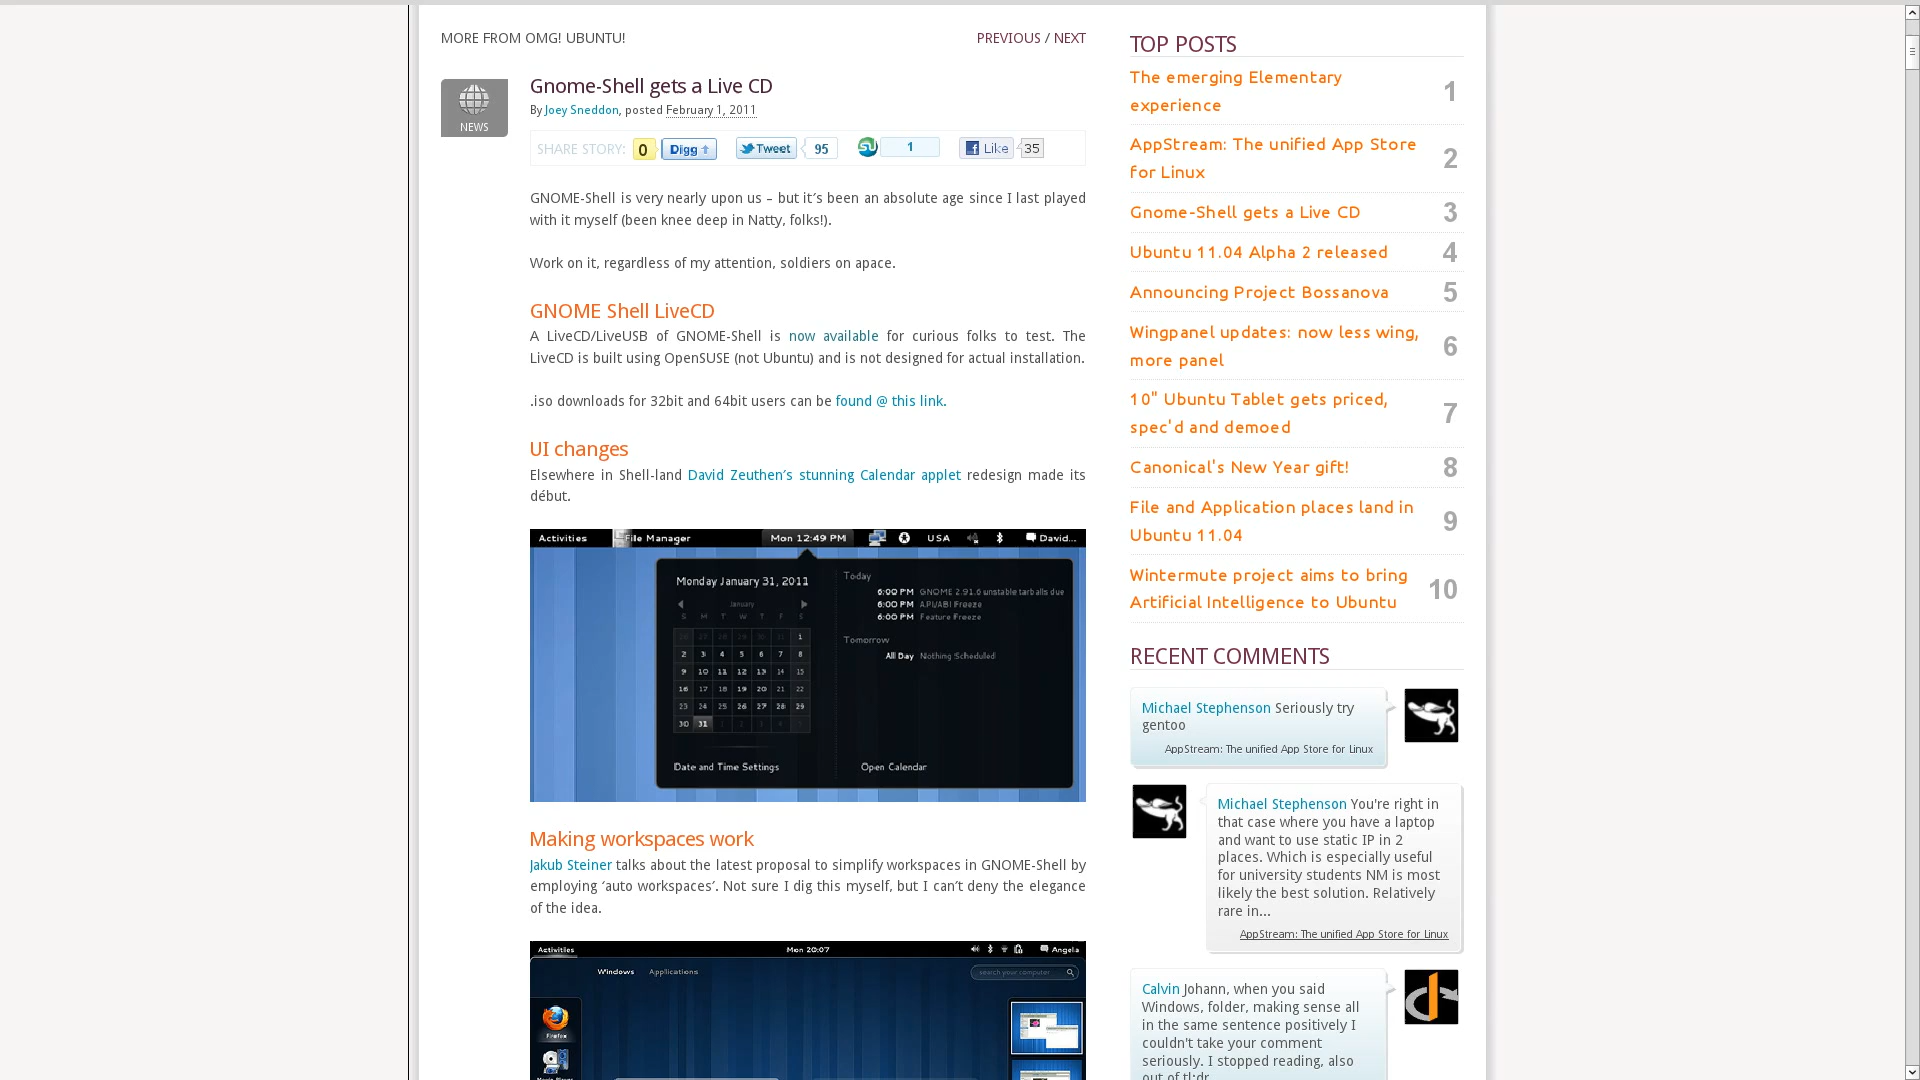 MORE FROM OMG! UBUNTU!
PREVIOUS / NEXT
NEWS
Gnome-Shell gets a Live CD
By Joey Sneddon, posted February 1, 2011
SHARE STORY: 0 Digg Tweet 95 1 Like 35
GNOME-Shell is very nearly upon us – but it’s been an absolute age since I last played
with it myself (been knee deep in Natty, folks!).
Work on it, regardless of my attention, soldiers on apace.
GNOME Shell LiveCD
A LiveCD/LiveUSB of GNOME-Shell is now available for curious folks to test. The
LiveCD is built using OpenSUSE (not Ubuntu) and is not designed for actual installation.
.iso downloads for 32bit and 64bit users can be found @ this link.
UI changes
Elsewhere in Shell-land David Zeuthen’s stunning Calendar applet redesign made its
début.
Activities File Manager Mon 12:49 PM USA David...
Monday January 31, 2011
January
S M T W T F S
26 27 28 29 30 31 1
2 3 4 5 6 7 8
9 10 11 12 13 14 15
16 17 18 19 20 21 22
23 24 25 26 27 28 29
30 31 1 2 3 4 5
Date and Time Settings
Today
6:00 PM GNOME 2.91.6 unstable tarballs due
6:00 PM API/ABI Freeze
6:00 PM Feature Freeze
Tomorrow
All Day Nothing Scheduled
Open Calendar
Making workspaces work
Jakub Steiner talks about the latest proposal to simplify workspaces in GNOME-Shell by
employing ‘auto workspaces’. Not sure I dig this myself, but I can’t deny the elegance
of the idea.
Activities Mon 20:07 Angela
Windows Applications search your computer
Firefox
Movie Player
TOP POSTS
The emerging Elementary
experience
1
AppStream: The unified App Store
for Linux
2
Gnome-Shell gets a Live CD 3
Ubuntu 11.04 Alpha 2 released 4
Announcing Project Bossanova 5
Wingpanel updates: now less wing,
more panel
6
10" Ubuntu Tablet gets priced,
spec'd and demoed
7
Canonical's New Year gift! 8
File and Application places land in
Ubuntu 11.04
9
Wintermute project aims to bring
Artificial Intelligence to Ubuntu
10
RECENT COMMENTS
Michael Stephenson Seriously try
gentoo
AppStream: The unified App Store for Linux
Michael Stephenson You're right in
that case where you have a laptop
and want to use static IP in 2
places. Which is especially useful
for university students NM is most
likely the best solution. Relatively
rare in...
AppStream: The unified App Store for Linux
Calvin Johann, when you said
Windows, folder, making sense all
in the same sentence positively I
couldn't take your comment
seriously. I stopped reading, also
out of tl;dr